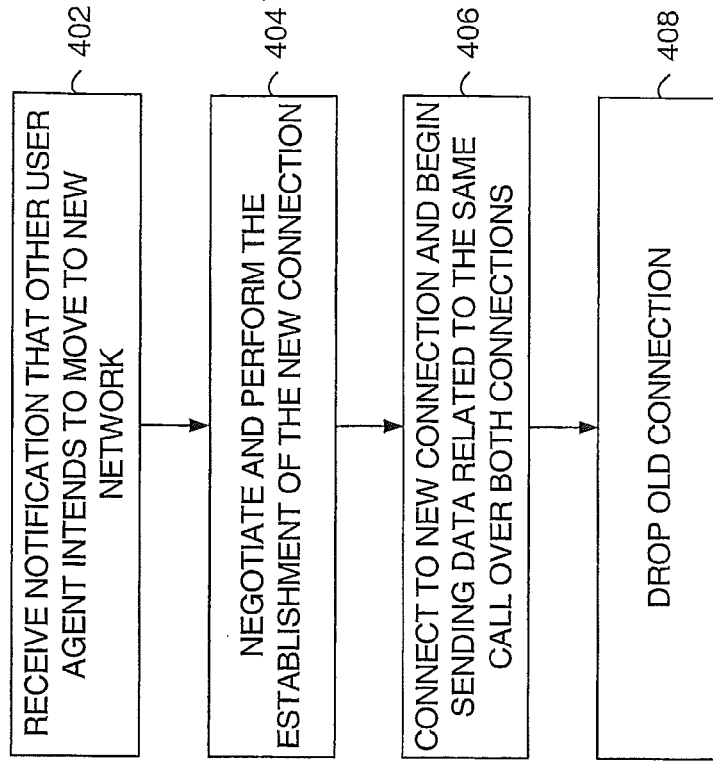 RECEIVE NOTIFICATION THAT OTHER USER
AGENT INTENDS TO MOVE TO NEW
NETWORK
402
NEGOTIATE AND PERFORM THE
ESTABLISHMENT OF THE NEW CONNECTION
404
CONNECT TO NEW CONNECTION AND BEGIN
SENDING DATA RELATED TO THE SAME
CALL OVER BOTH CONNECTIONS
406
DROP OLD CONNECTION
408